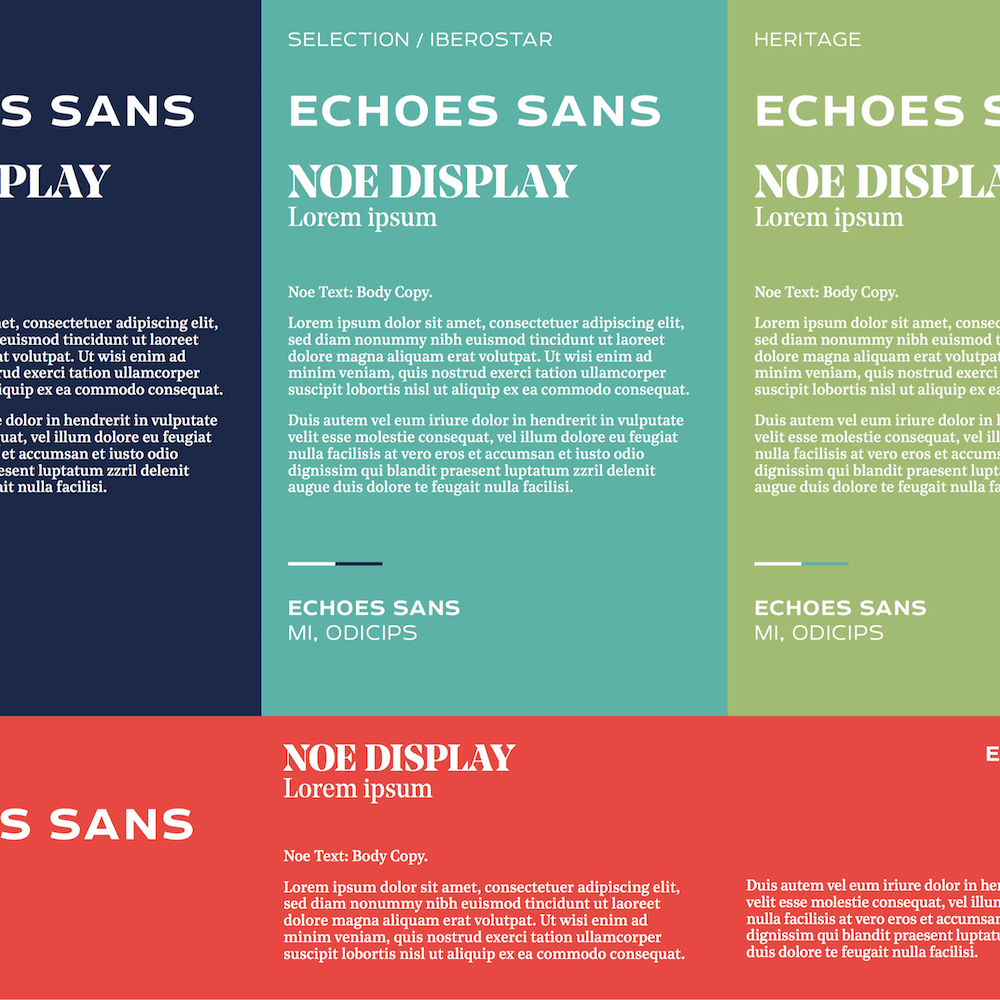 S SANS
PLAY
et, consectetuer adipiscing elit,
euismod tincidunt ut laoreet
at volutpat. Ut wisi enim ad
rud exerci tation ullamcorper
iquip ex ea commodo consequat.
e dolor in hendrerit in vulputate
uat, vel illum dolore eu feugiat
et accumsan et iusto odio
esent luptatum zzril delenit
ait nulla facilisi.
SELECTION / IBEROSTAR
ECHOES SANS
NOE DISPLAY
Lorem ipsum
Noe Text: Body Copy.
Lorem ipsum dolor sit amet, consectetuer adipiscing elit,
sed diam nonummy nibh euismod tincidunt ut laoreet
dolore magna aliquam erat volutpat. Ut wisi enim ad
minim veniam, quis nostrud exerci tation ullamcorper
suscipit lobortis nisl ut aliquip ex ea commodo consequat.
Duis autem vel eum iriure dolor in hendrerit in vulputate
velit esse molestie consequat, vel illum dolore eu feugiat
nulla facilisis at vero eros et accumsan et iusto odio
dignissim qui blandit praesent luptatum zzril delenit
augue duis dolore te feugait nulla facilisi.
ECHOES SANS
MI, ODICIPS
HERITAGE
ECHOES S
NOE DISPLA
Lorem ipsum
Noe Text: Body Copy.
Lorem ipsum dolor sit amet, consec
sed diam nonummy nibh euismod t
dolore magna aliquam erat volutpat
minim veniam, quis nostrud exerci
suscipit lobortis nisl ut aliquip ex ea
Duis autem vel eum iriure dolor in h
velit esse molestie consequat, vel ill
nulla facilisis at vero eros et accums
dignissim qui blandit praesent lupt
augue duis dolore te feugait nulla fa
ECHOES SANS
MI, ODICIPS
S SANS
NOE DISPLAY
Lorem ipsum
Noe Text: Body Copy.
Lorem ipsum dolor sit amet, consectetuer adipiscing elit,
sed diam nonummy nibh euismod tincidunt ut laoreet
dolore magna aliquam erat volutpat. Ut wisi enim ad
minim veniam, quis nostrud exerci tation ullamcorper
suscipit lobortis nisl ut aliquip ex ea commodo consequat.
E
Duis autem vel eum iriure dolor in her
velit esse molestie consequat, vel illum
nulla facilisis at vero eros et accumsan
dignissim qui blandit praesent luptatu
duis dolore te feugait nulla facilisi.